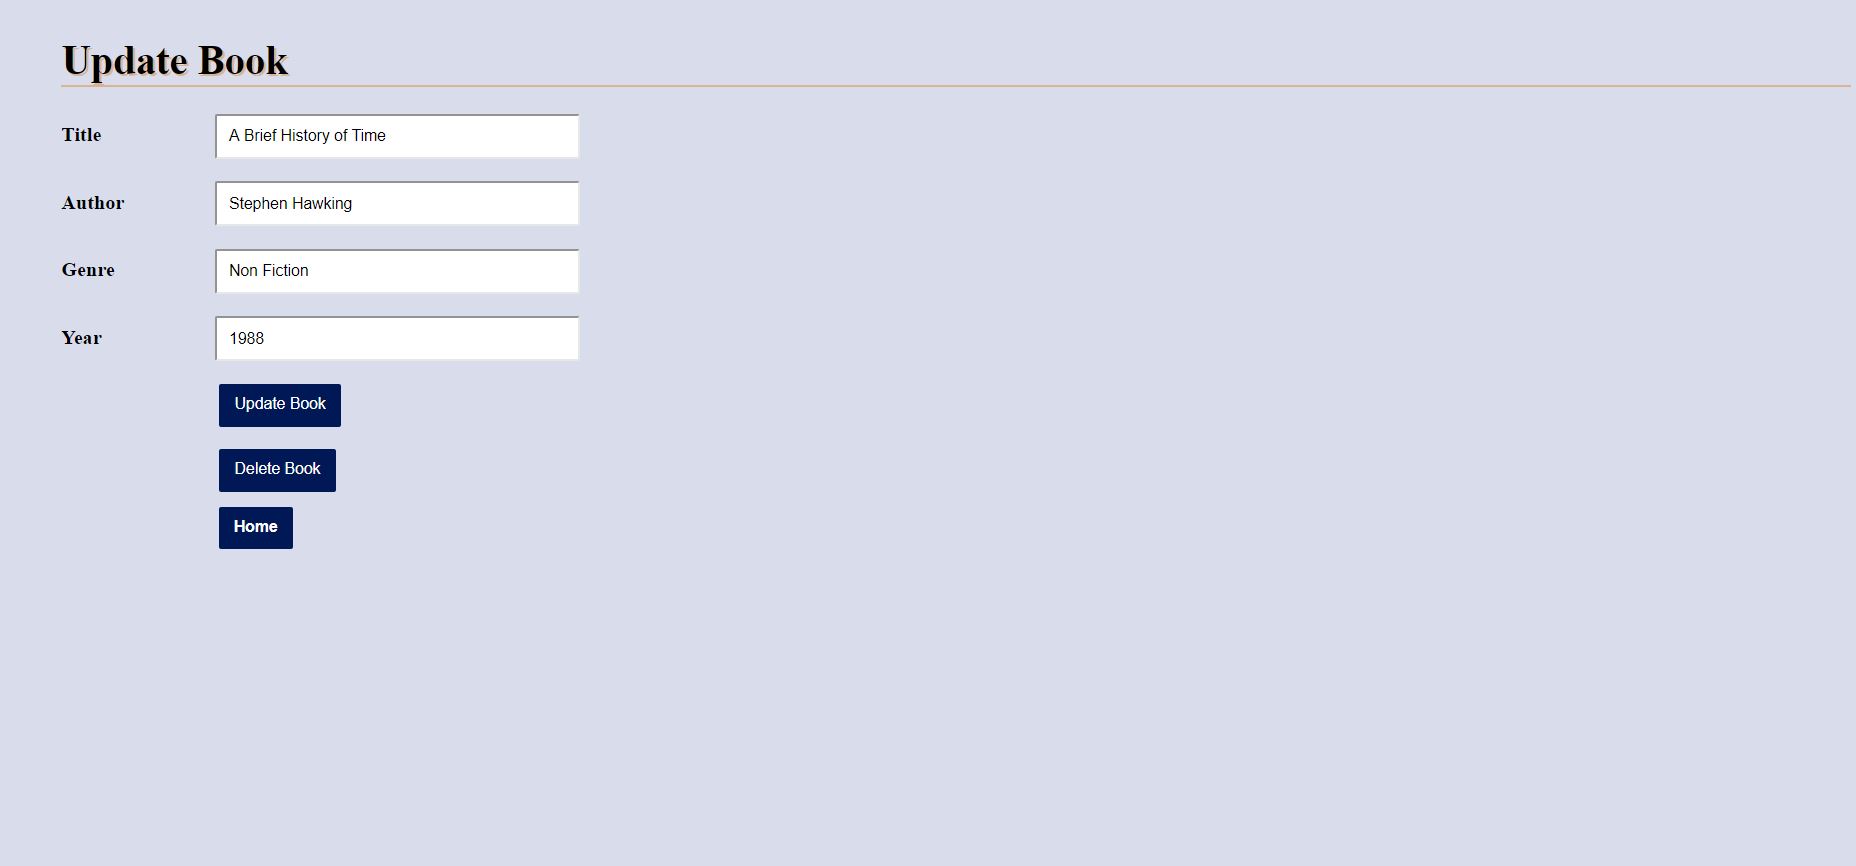 Update Book
Title A Brief History of Time
Author Stephen Hawking
Genre Non Fiction
Year 1988
Update Book
Delete Book
Home